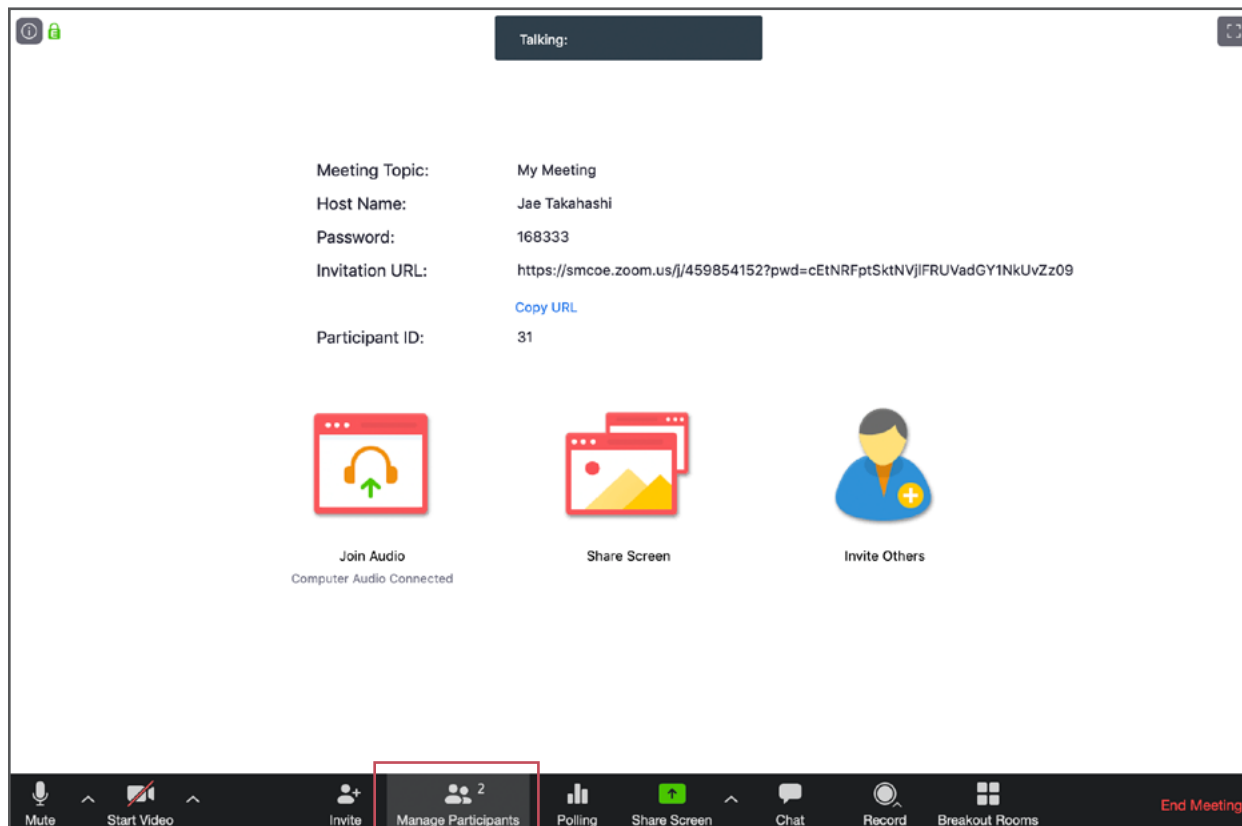 Talking:
Meeting Topic: My Meeting
Host Name: Jae Takahashi
Password: 168333
Invitation URL: https://smcoe.zoom.us/j/459854152?pwd=cEtNRFptSktNVjlFRUVadGY1NkUvZz09
Copy URL
Participant ID: 31
Join Audio Share Screen Invite Others
Computer Audio Connected
2
Mute Start Video Invite Manage Participants Polling Share Screen Chat Record Breakout Rooms End Meeting